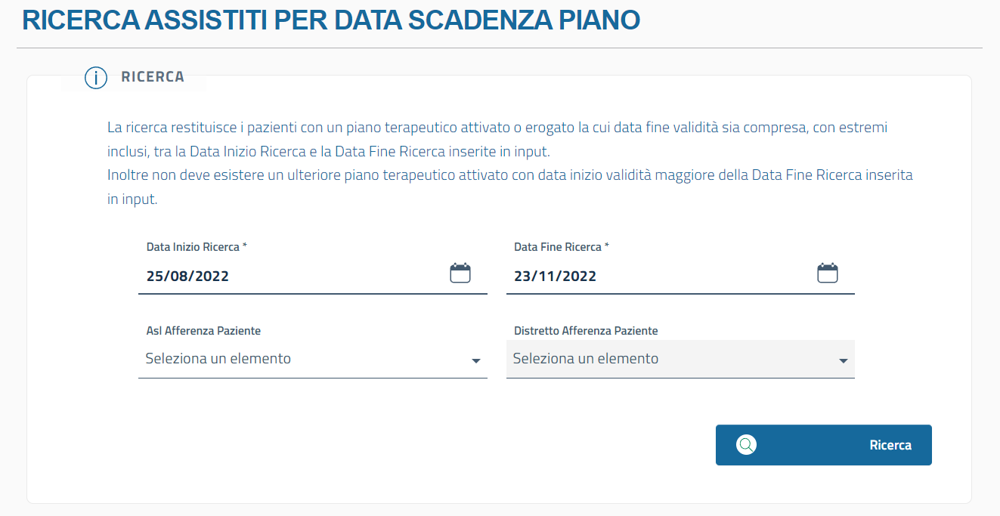 RICERCA ASSISTITI PER DATA SCADENZA PIANO
RICERCA
La ricerca restituisce i pazienti con un piano terapeutico attivato o erogato la cui data fine validità sia compresa, con estremi
inclusi, tra la Data Inizio Ricerca e la Data Fine Ricerca inserite in input.
Inoltre non deve esistere un ulteriore piano terapeutico attivato con data inizio validità maggiore della Data Fine Ricerca inserita
in input.
Data Inizio Ricerca *
25/08/2022
Data Fine Ricerca *
23/11/2022
Asl Afferenza Paziente
Seleziona un elemento
Distretto Afferenza Paziente
Seleziona un elemento
Ricerca